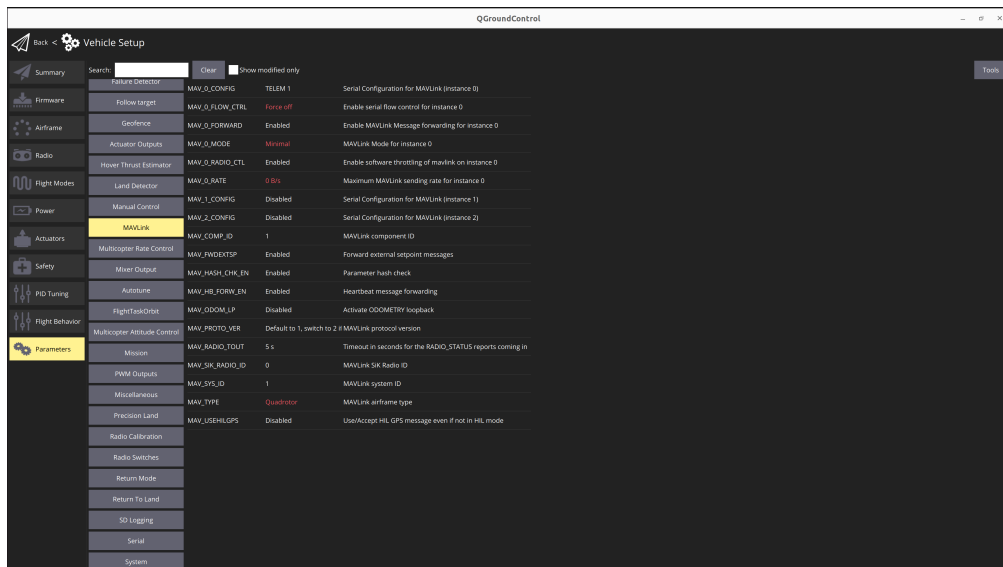 QGroundControl
Back < Vehicle Setup
Search: Clear Show modified only Tools
Summary
Firmware
Airframe
Radio
Flight Modes
Power
Actuators
Safety
PID Tuning
Flight Behavior
Parameters
Failure Detector
Follow target
Geofence
Actuator Outputs
Hover Thrust Estimator
Land Detector
Manual Control
MAVLink
Multicopter Rate Control
Mixer Output
Autotune
FlightTaskOrbit
Multicopter Attitude Control
Mission
PWM Outputs
Miscellaneous
Precision Land
Radio Calibration
Radio Switches
Return Mode
Return To Land
SD Logging
Serial
System
MAV_0_CONFIG TELEM 1 Serial Configuration for MAVLink (instance 0)
MAV_0_FLOW_CTRL Force off Enable serial flow control for instance 0
MAV_0_FORWARD Enabled Enable MAVLink Message forwarding for instance 0
MAV_0_MODE Minimal MAVLink Mode for instance 0
MAV_0_RADIO_CTL Enabled Enable software throttling of mavlink on instance 0
MAV_0_RATE 0 B/s Maximum MAVLink sending rate for instance 0
MAV_1_CONFIG Disabled Serial Configuration for MAVLink (instance 1)
MAV_2_CONFIG Disabled Serial Configuration for MAVLink (instance 2)
MAV_COMP_ID 1 MAVLink component ID
MAV_FWDEXTSP Enabled Forward external setpoint messages
MAV_HASH_CHK_EN Enabled Parameter hash check
MAV_HB_FORW_EN Enabled Heartbeat message forwarding
MAV_ODOM_LP Disabled Activate ODOMETRY loopback
MAV_PROTO_VER Default to 1, switch to 2 if MAVLink protocol version
MAV_RADIO_TOUT 5 s Timeout in seconds for the RADIO_STATUS reports coming in
MAV_SIK_RADIO_ID 0 MAVLink SiK Radio ID
MAV_SYS_ID 1 MAVLink system ID
MAV_TYPE Quadrotor MAVLink airframe type
MAV_USEHILGPS Disabled Use/Accept HIL GPS message even if not in HIL mode